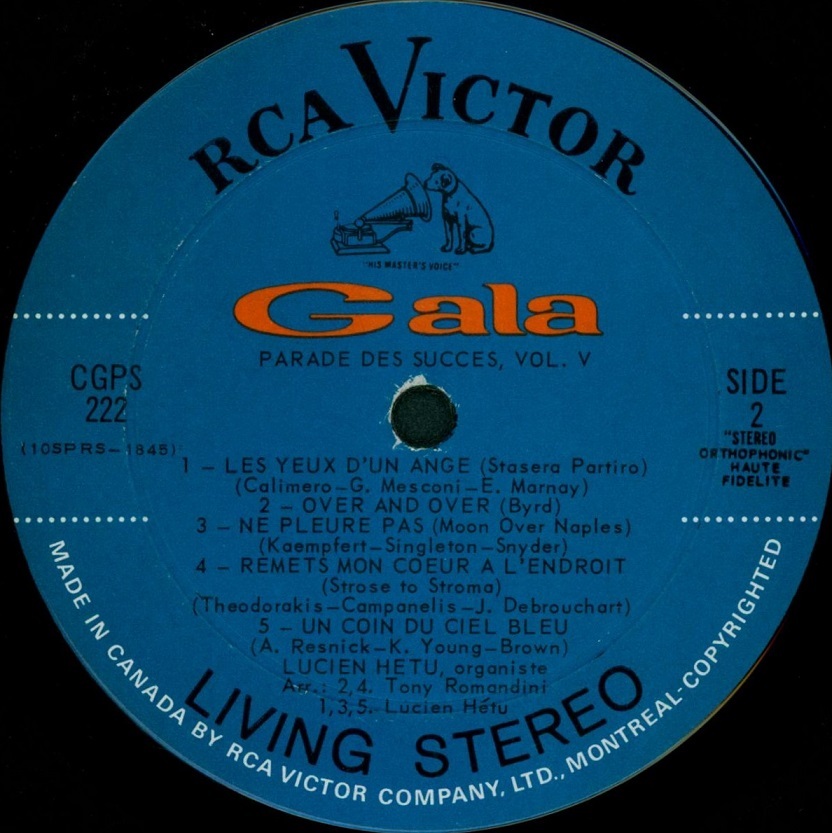 RCA VICTOR
"HIS MASTER'S VOICE"
Gala
PARADE DES SUCCES, VOL. V
CGPS
222
(10SPRS-1845)
SIDE
2
"STEREO
ORTHOPHONIC"
HAUTE
FIDELITE
1 – LES YEUX D'UN ANGE (Stasera Partiro)
(Calimero–G. Mesconi–E. Marnay)
2 – OVER AND OVER (Byrd)
3 – NE PLEURE PAS (Moon Over Naples)
(Kaempfert–Singleton–Snyder)
4 – REMETS MON COEUR A L'ENDROIT
(Strose to Stroma)
(Theodorakis–Campanelis–J. Debrouchart)
5 – UN COIN DU CIEL BLEU
(A. Resnick–K. Young–Brown)
LUCIEN HETU, organiste
Arr.: 2,4. Tony Romandini
1,3,5. Lucien Hétu
LIVING STEREO
MADE IN CANADA BY RCA VICTOR COMPANY, LTD., MONTREAL-COPYRIGHTED